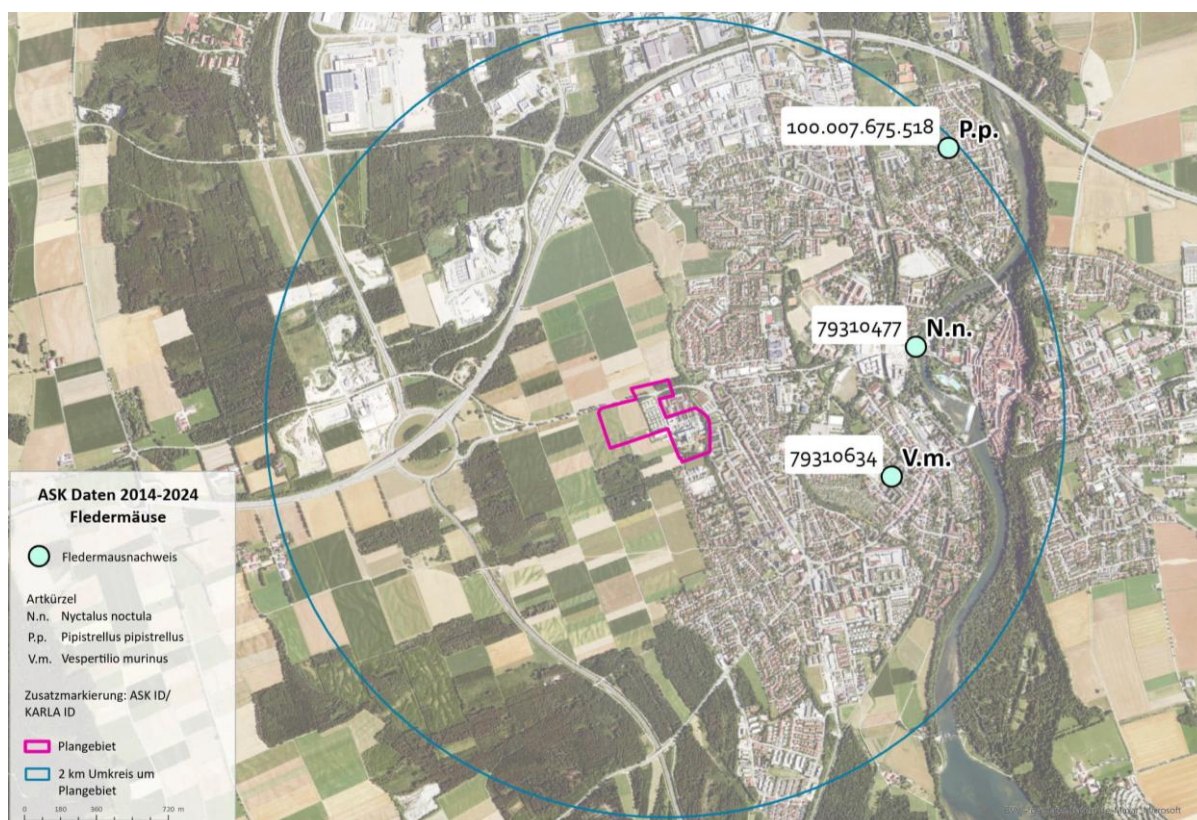 100.007.675.518
P.p.
79310477
N.n.
79310634
V.m.
ASK Daten 2014-2024
Fledermäuse
Fledermausnachweis
Artkürzel
N.n. Nyctalus noctula
P.p. Pipistrellus pipistrellus
V.m. Vespertilio murinus
Zusatzmarkierung: ASK ID/
KARLA ID
Plangebiet
2 km Umkreis um
Plangebiet
0 180 360 720 m
Microsoft